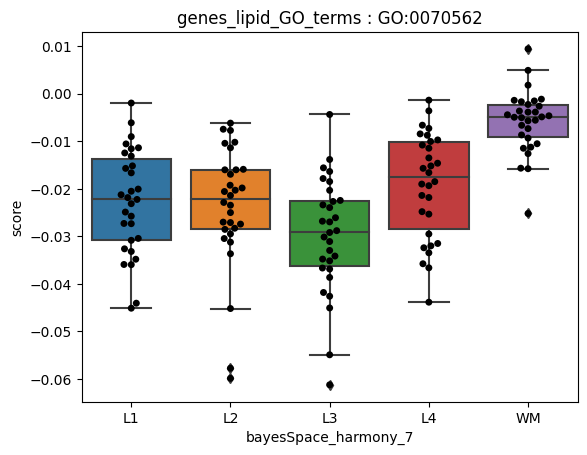 genes_lipid_GO_terms : GO:0070562
0.01
0.00
−0.01
−0.02
−0.03
−0.04
−0.05
−0.06
score
L1 L2 L3 L4 WM
bayesSpace_harmony_7